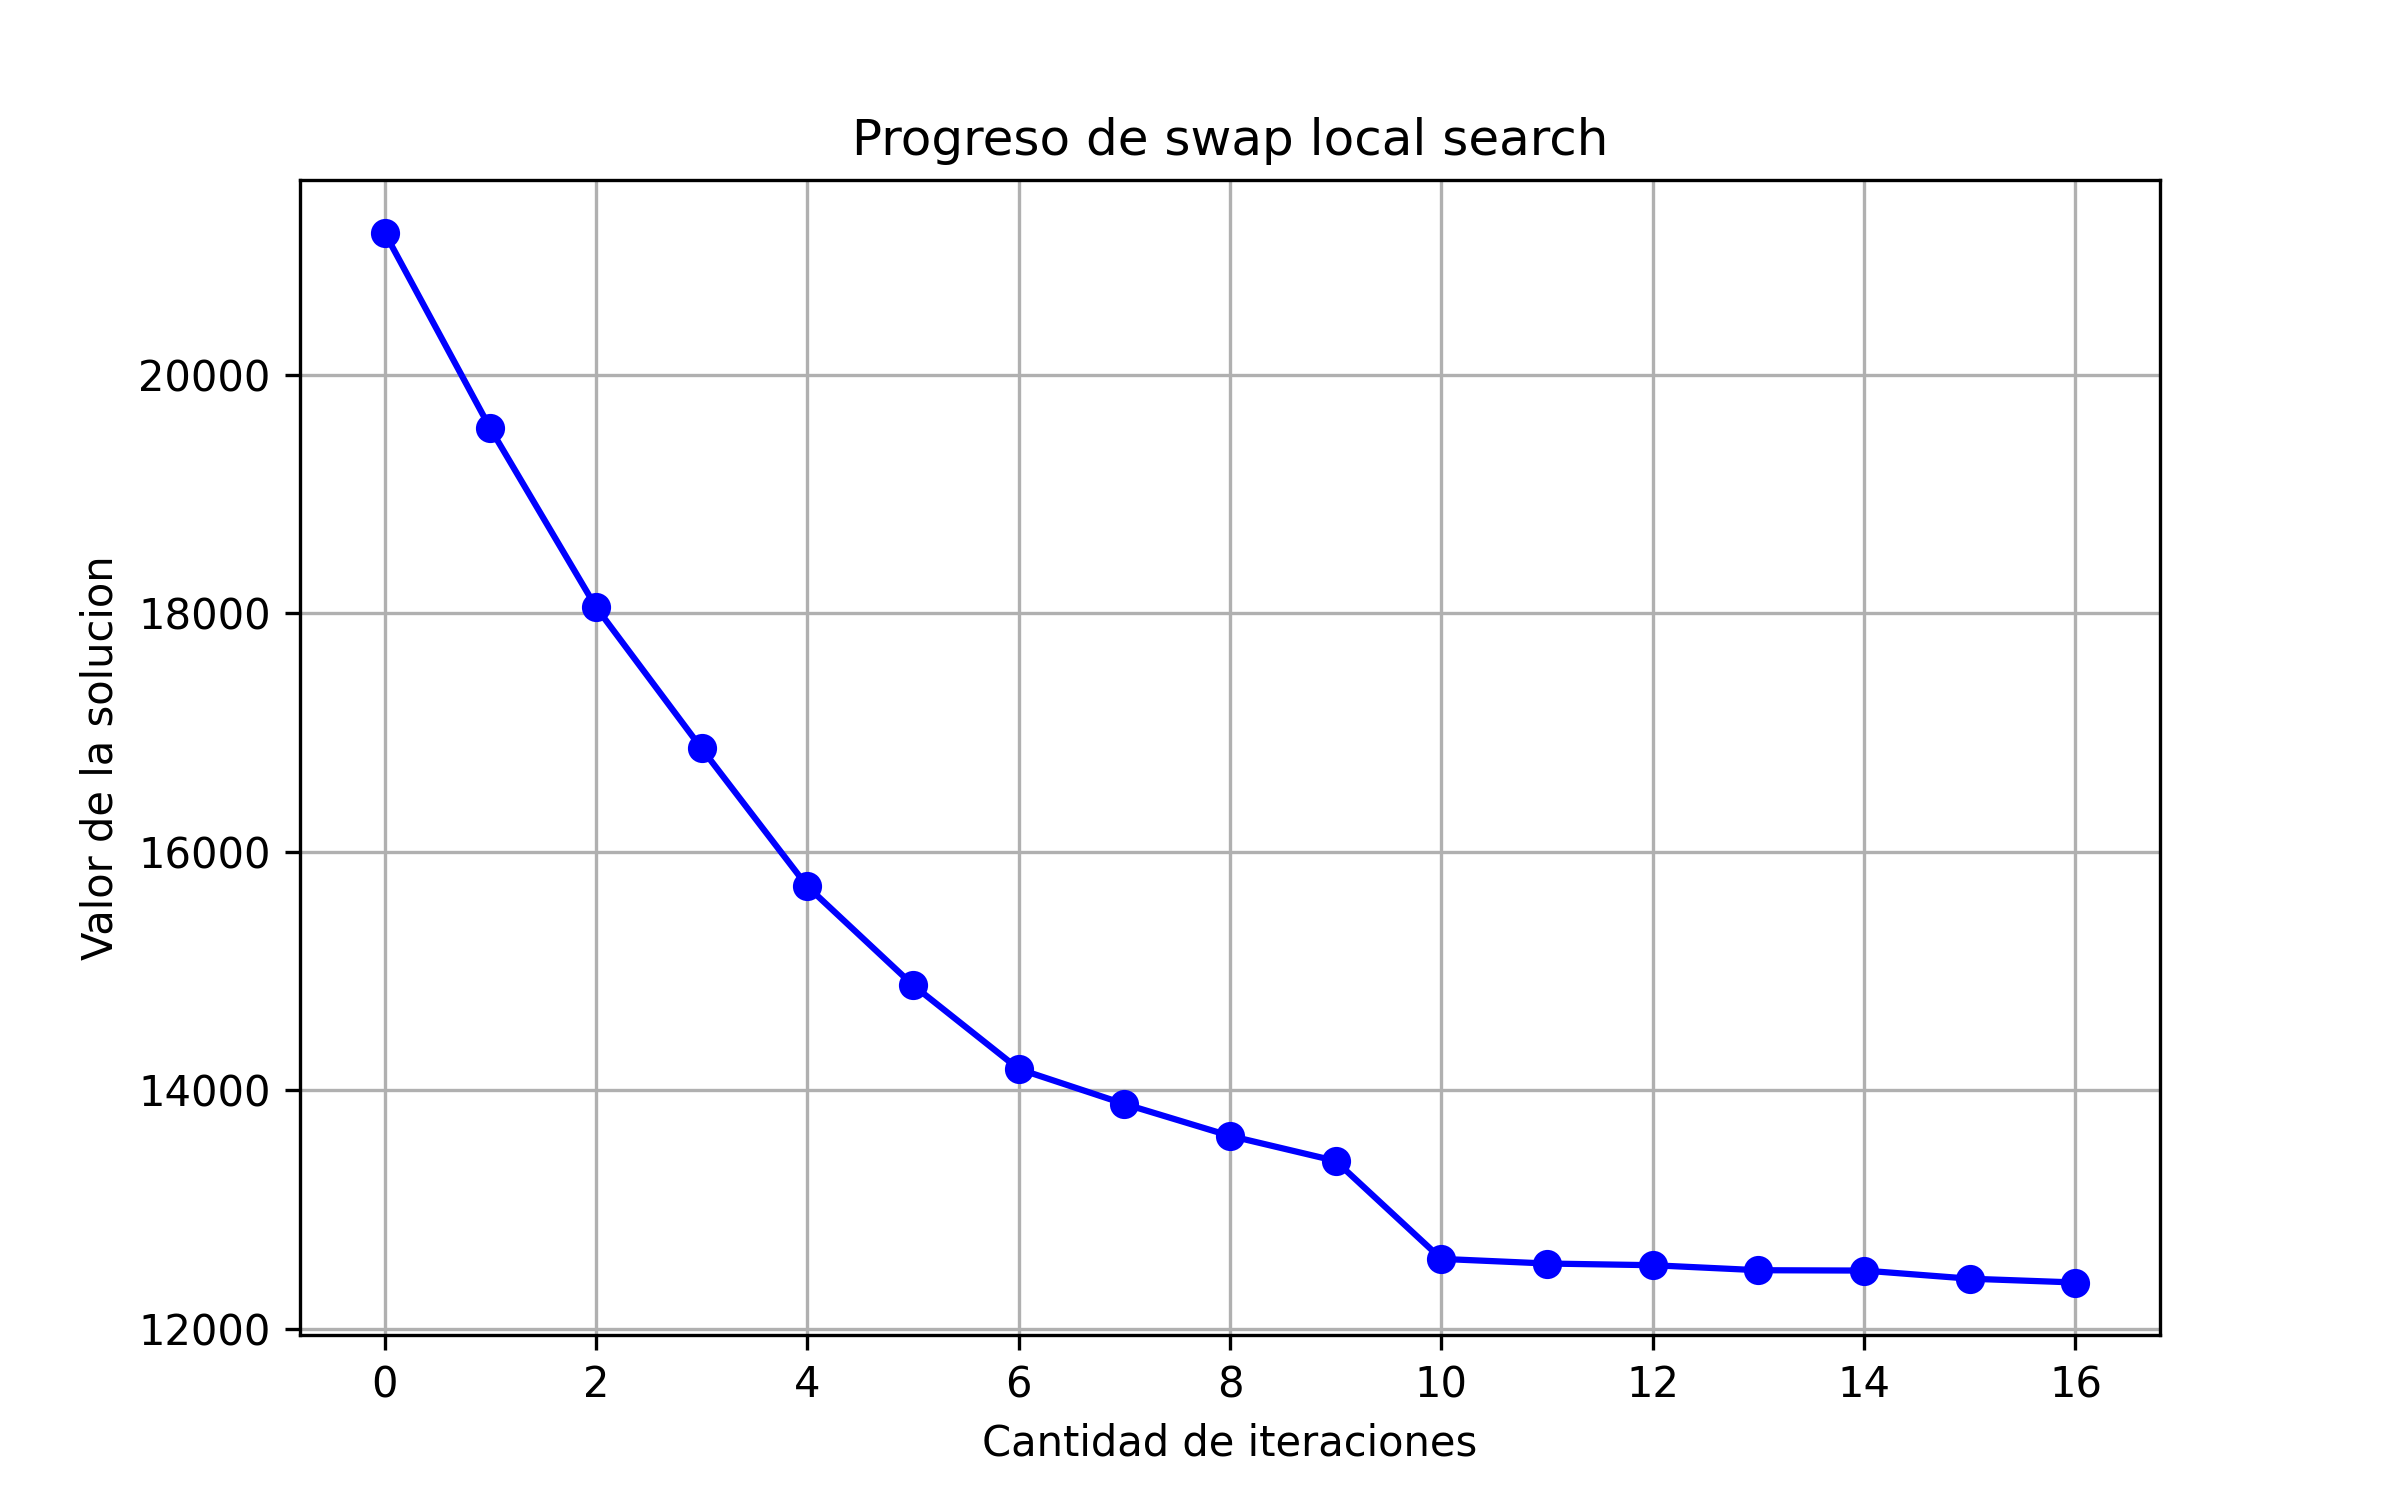 Progreso de swap local search
Valor de la solucion
20000
18000
16000
14000
12000
0 2 4 6 8 10 12 14 16
Cantidad de iteraciones